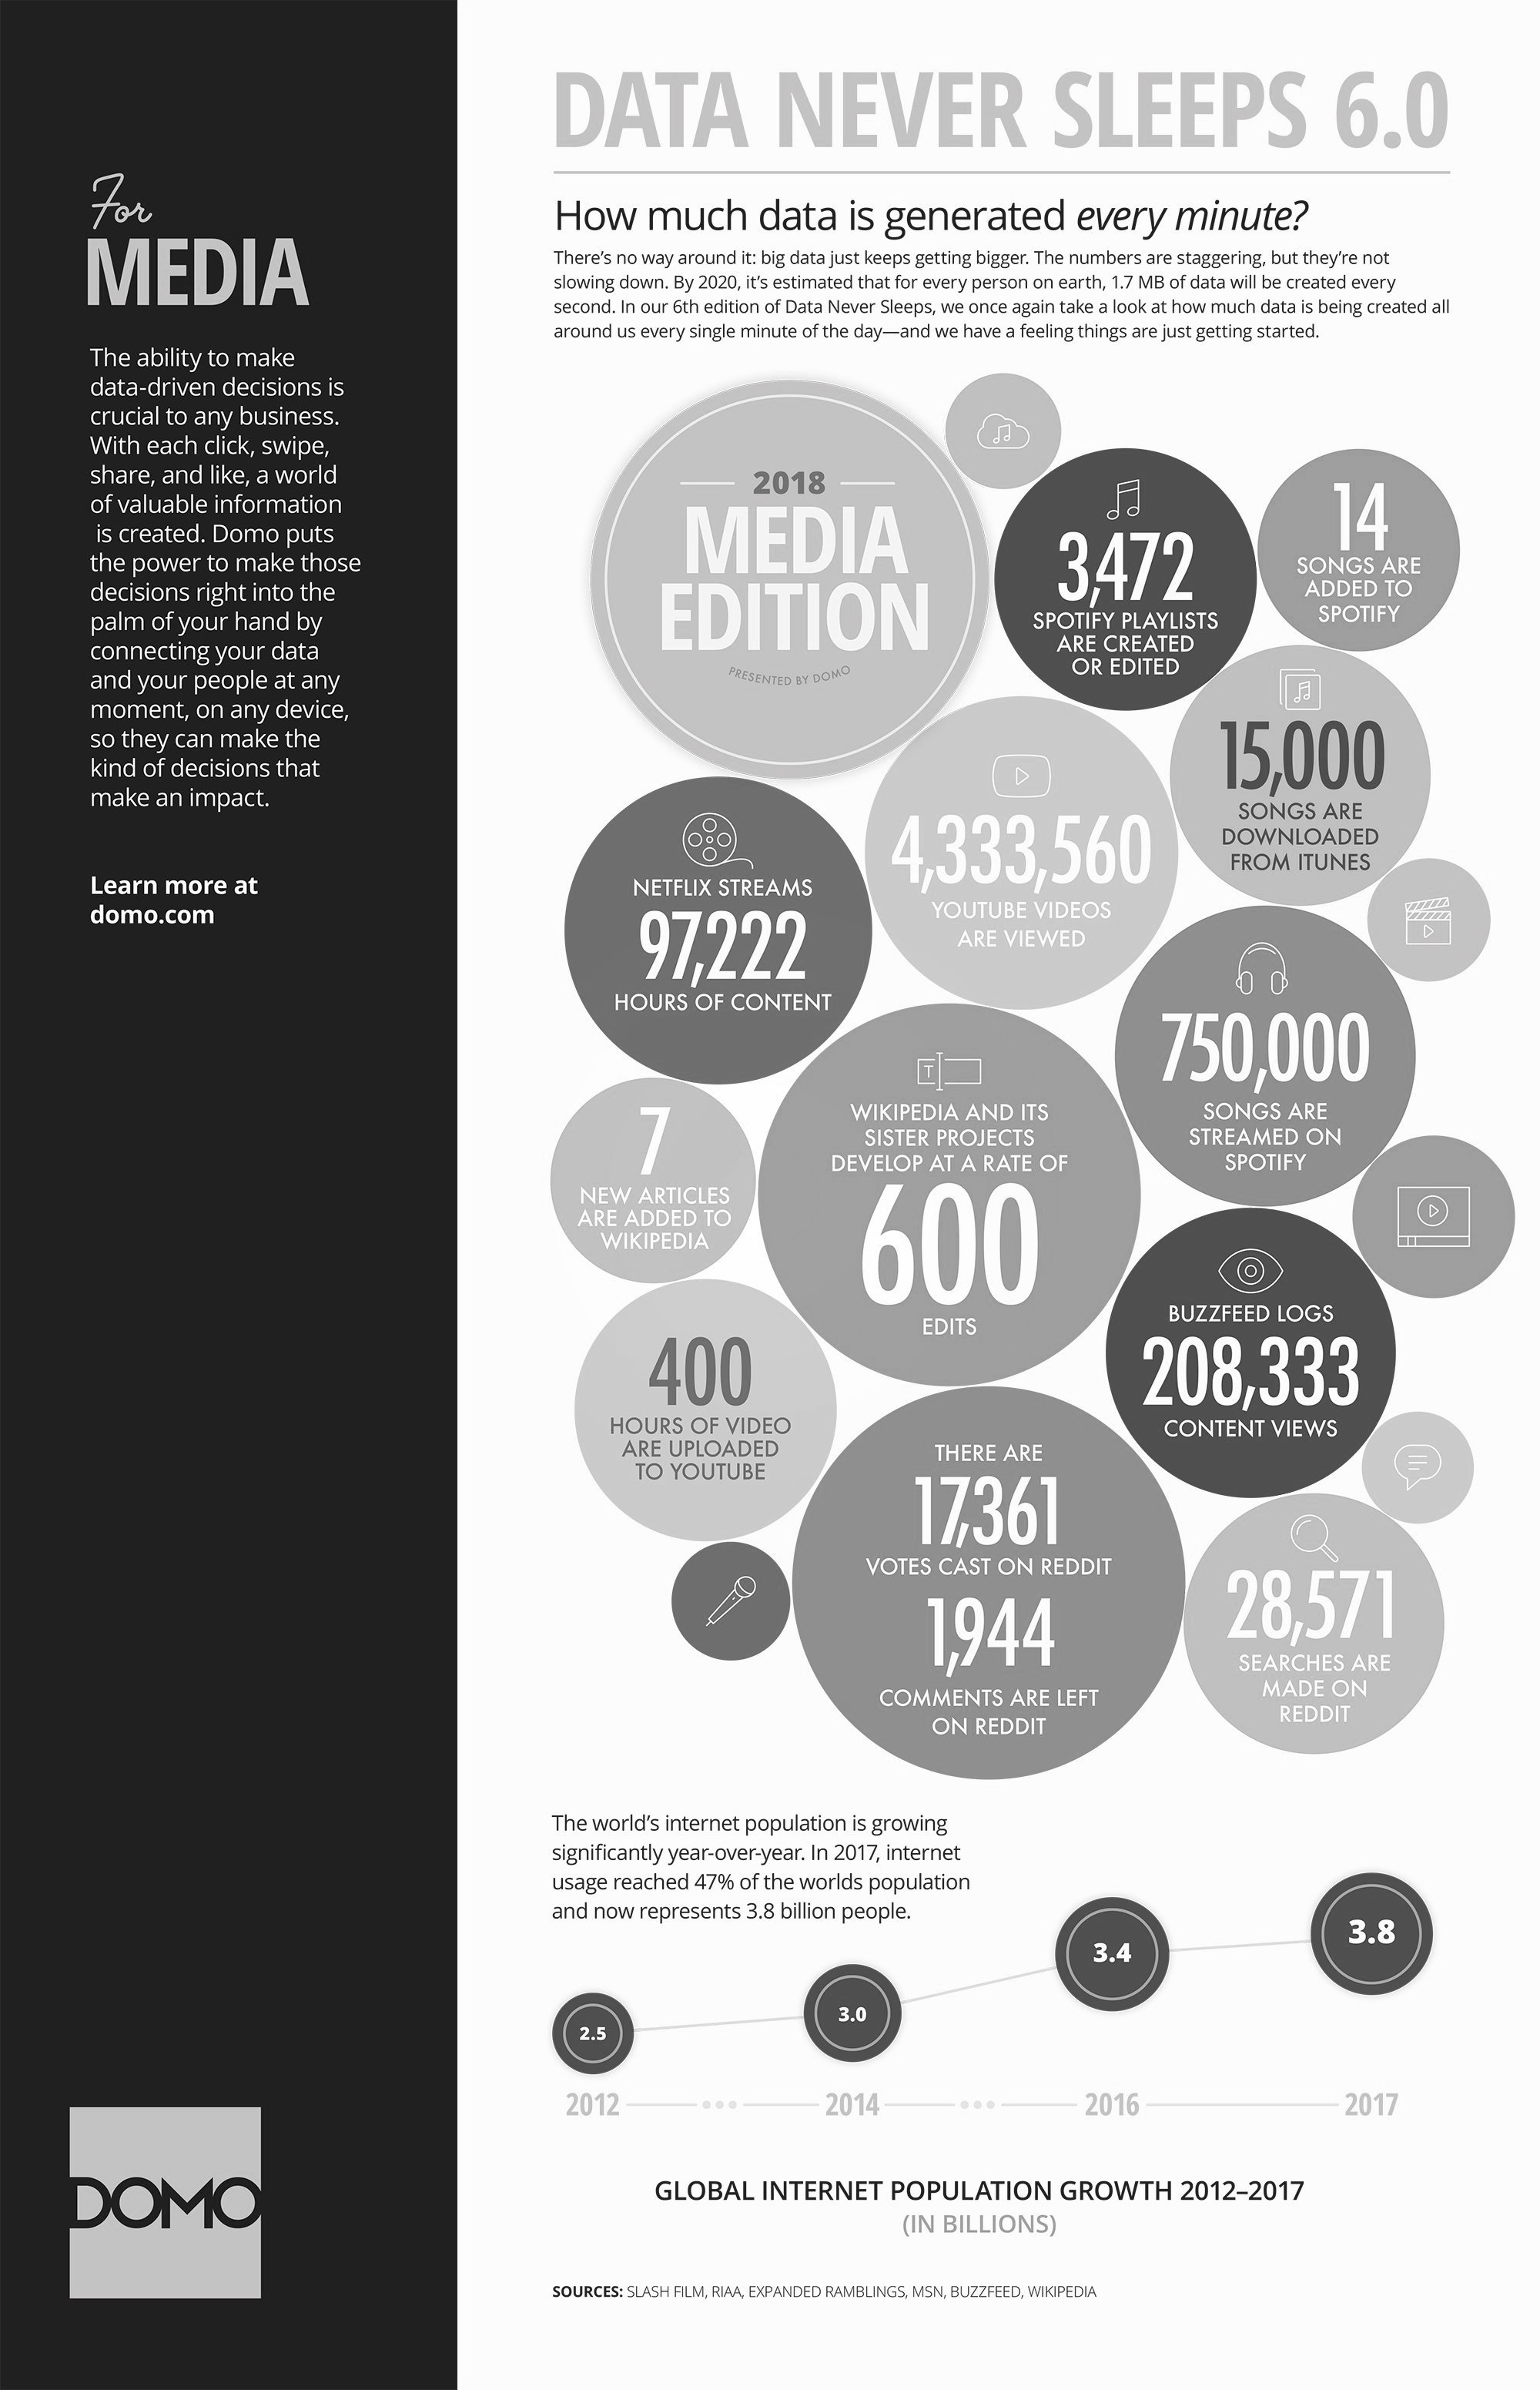 For
MEDIA
The ability to make
data-driven decisions is
crucial to any business.
With each click, swipe,
share, and like, a world
of valuable information
is created. Domo puts
the power to make those
decisions right into the
palm of your hand by
connecting your data
and your people at any
moment, on any device,
so they can make the
kind of decisions that
make an impact.
Learn more at
domo.com
DOMO
DATA NEVER SLEEPS 6.0
How much data is generated every minute?
There's no way around it: big data just keeps getting bigger. The numbers are staggering, but they're not
slowing down. By 2020, it's estimated that for every person on earth, 1.7 MB of data will be created every
second. In our 6th edition of Data Never Sleeps, we once again take a look at how much data is being created all
around us every single minute of the day—and we have a feeling things are just getting started.
2018
MEDIA
EDITION
PRESENTED BY DOMO
3,472
SPOTIFY PLAYLISTS
ARE CREATED
OR EDITED
14
SONGS ARE
ADDED TO
SPOTIFY
15,000
SONGS ARE
DOWNLOADED
FROM ITUNES
4,333,560
YOUTUBE VIDEOS
ARE VIEWED
NETFLIX STREAMS
97,222
HOURS OF CONTENT
750,000
SONGS ARE
STREAMED ON
SPOTIFY
T
WIKIPEDIA AND ITS
SISTER PROJECTS
DEVELOP AT A RATE OF
600
EDITS
7
NEW ARTICLES
ARE ADDED TO
WIKIPEDIA
BUZZFEED LOGS
208,333
CONTENT VIEWS
400
HOURS OF VIDEO
ARE UPLOADED
TO YOUTUBE
THERE ARE
17,361
VOTES CAST ON REDDIT
1,944
COMMENTS ARE LEFT
ON REDDIT
28,571
SEARCHES ARE
MADE ON
REDDIT
The world's internet population is growing
significantly year-over-year. In 2017, internet
usage reached 47% of the worlds population
and now represents 3.8 billion people.
2.5
3.0
3.4
3.8
2012 2014 2016 2017
GLOBAL INTERNET POPULATION GROWTH 2012–2017
(IN BILLIONS)
SOURCES: SLASH FILM, RIAA, EXPANDED RAMBLINGS, MSN, BUZZFEED, WIKIPEDIA